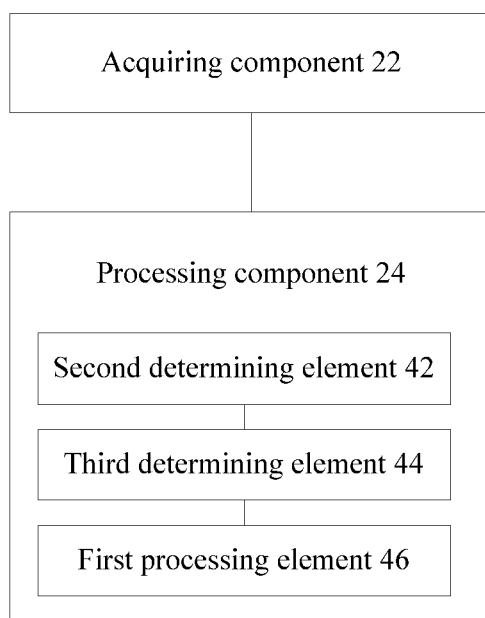 Acquiring component 22
Processing component 24
Second determining element 42
Third determining element 44
First processing element 46